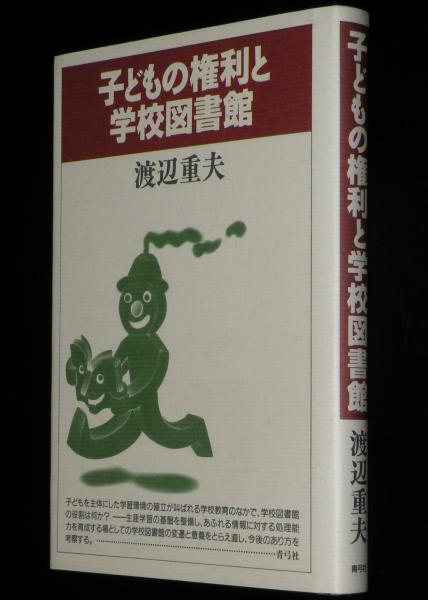 子どもの権利と
学校図書館
渡辺重夫
子どもを主体にした学習環境の確立が叫ばれる学校教育のなかで、学校図書館
の役割は何か？──生涯学習の基盤を整備し、あふれる情報に対する処理能
力を育成する場としての学校図書館の変遷と意義をとらえ直し、今後のあり方を
考察する。………………………………………青弓社
子どもの権利と学校図書館
渡辺重夫
青弓社